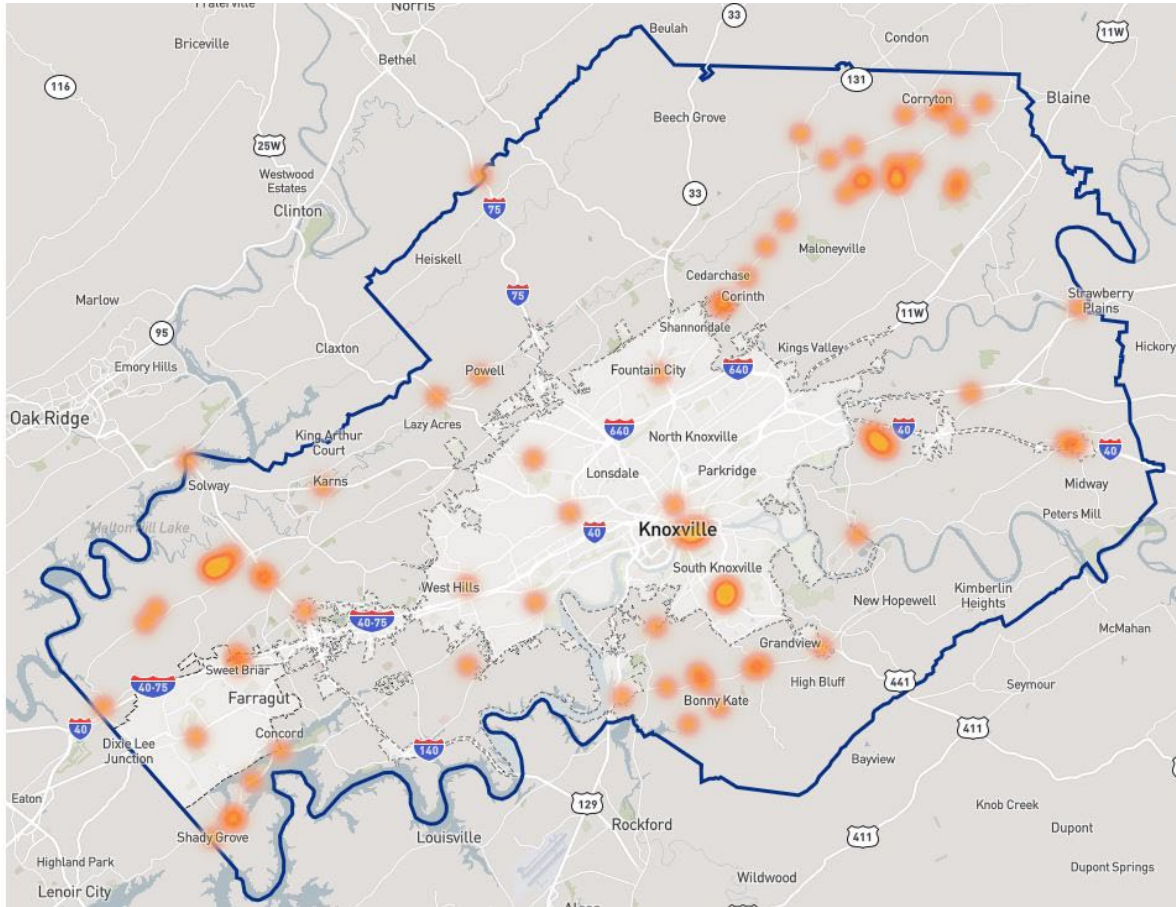 Fraterville
Norris
Beulah
33
Condon
11W
Briceville
Bethel
116
131
Corryton
Blaine
Beech Grove
25W
Westwood
Estates
Clinton
33
75
Heiskell
Maloneyville
Cedarchase
75
Corinth
Strawberry
Plains
Marlow
95
Shannondale
11W
Claxton
Kings Valley
Hickory
Emory Hills
Powell
Fountain City
640
Oak Ridge
Lazy Acres
640
40
King Arthur
Court
North Knoxville
40
Lonsdale
Parkridge
Solway
Karns
Midway
Melton Hill Lake
40
Knoxville
Peters Mill
South Knoxville
West Hills
Kimberlin
Heights
New Hopewell
40-75
McMahan
Grandview
Sweet Briar
40-75
Farragut
High Bluff
441
Seymour
Bonny Kate
40
Concord
411
Dixie Lee
Junction
140
Bayview
Eaton
129
Knob Creek
Rockford
Shady Grove
Louisville
411
Dupont
Highland Park
Dupont Springs
Lenoir City
Wildwood